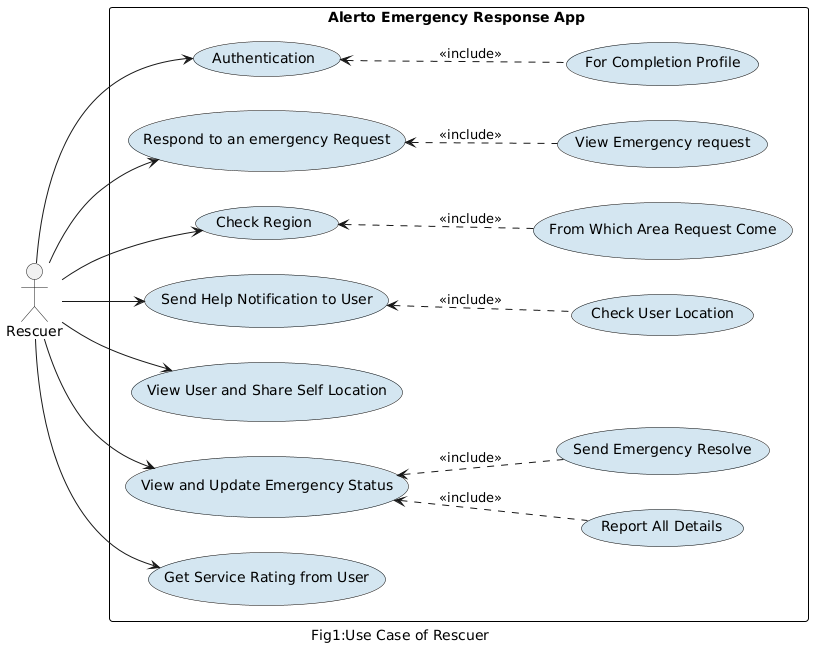 Alerto Emergency Response App
Authentication
«include»
For Completion Profile
Respond to an emergency Request
«include»
View Emergency request
Check Region
«include»
From Which Area Request Come
Send Help Notification to User
«include»
Check User Location
Rescuer
View User and Share Self Location
View and Update Emergency Status
«include»
Send Emergency Resolve
«include»
Report All Details
Get Service Rating from User
Fig1:Use Case of Rescuer